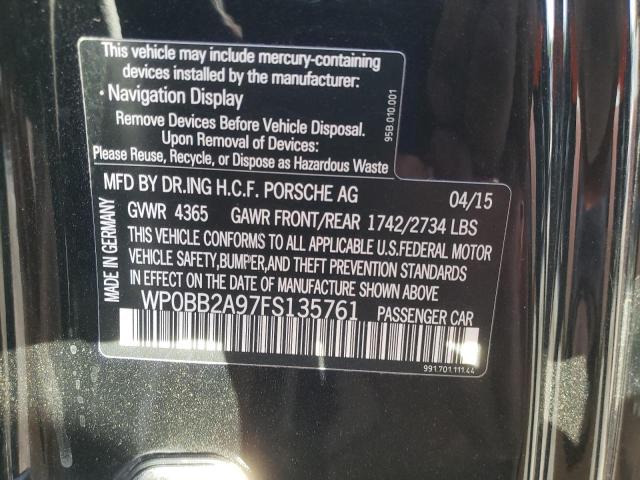 This vehicle may include mercury-containing
devices installed by the manufacturer:
• Navigation Display
Remove Devices Before Vehicle Disposal.
Upon Removal of Devices:
Please Reuse, Recycle, or Dispose as Hazardous Waste
95B.010.001
MADE IN GERMANY
MFD BY DR.ING H.C.F. PORSCHE AG 04/15
GVWR 4365 GAWR FRONT/REAR 1742/2734 LBS
THIS VEHICLE CONFORMS TO ALL APPLICABLE U.S.FEDERAL MOTOR
VEHICLE SAFETY,BUMPER,AND THEFT PREVENTION STANDARDS
IN EFFECT ON THE DATE OF MANUFACTURE SHOWN ABOVE
WP0BB2A97FS135761 PASSENGER CAR
991.701.111.44